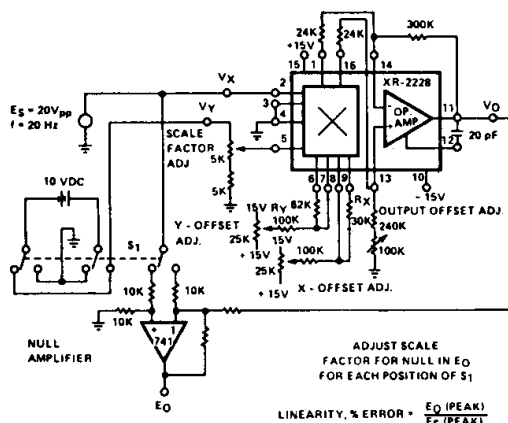 24K
24K
300K
+15V
15
1
16
14
XR-2228
VX
2
3
4
5
ES = 20Vpp
f = 20 Hz
VY
SCALE
FACTOR
ADJ
5K
5K
OP
AMP
11
VO
20 pF
12
6
7
8
9
13
10
- 15V
10 VDC
RX
30K
62K
15V
RY
100K
Y - OFFSET
ADJ.
25K
+ 15V
15V
100K
25K
+ 15V
X - OFFSET ADJ.
OUTPUT OFFSET ADJ.
240K
100K
S1
10K
10K
10K
+
1
741
NULL
AMPLIFIER
EO
ADJUST SCALE
FACTOR FOR NULL IN EO
FOR EACH POSITION OF S1
LINEARITY, % ERROR = EO (PEAK)
(PEAK)